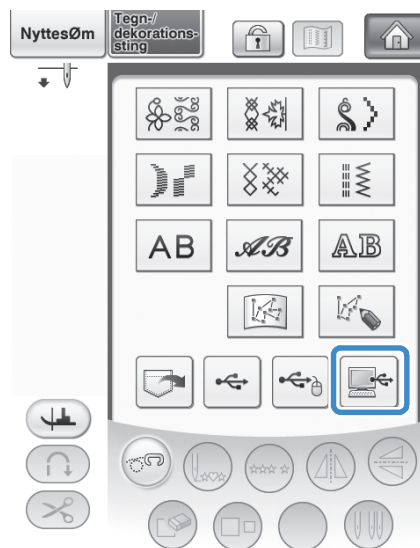 NyttesØm
Tegn-/
dekorations-
sting
AB
AB
AB